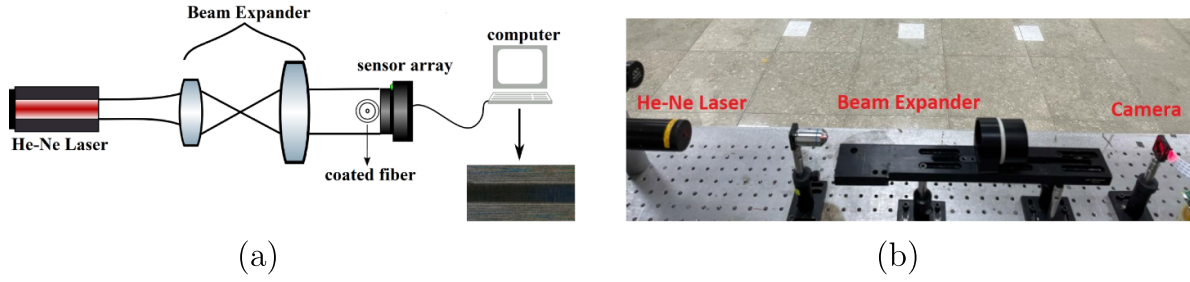 Beam Expander
computer
sensor array
He-Ne Laser
coated fiber
(a)
He-Ne Laser
Beam Expander
Camera
(b)